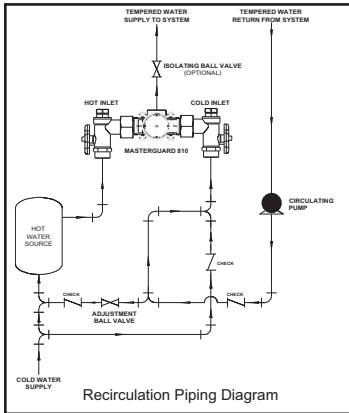 TEMPERED WATER
SUPPLY TO SYSTEM
TEMPERED WATER
RETURN FROM SYSTEM
ISOLATING BALL VALVE
(OPTIONAL)
HOT INLET
COLD INLET
MASTERGUARD 810
CIRCULATING
PUMP
HOT
WATER
SOURCE
CHECK
CHECK
CHECK
ADJUSTMENT
BALL VALVE
COLD WATER
SUPPLY
Recirculation Piping Diagram